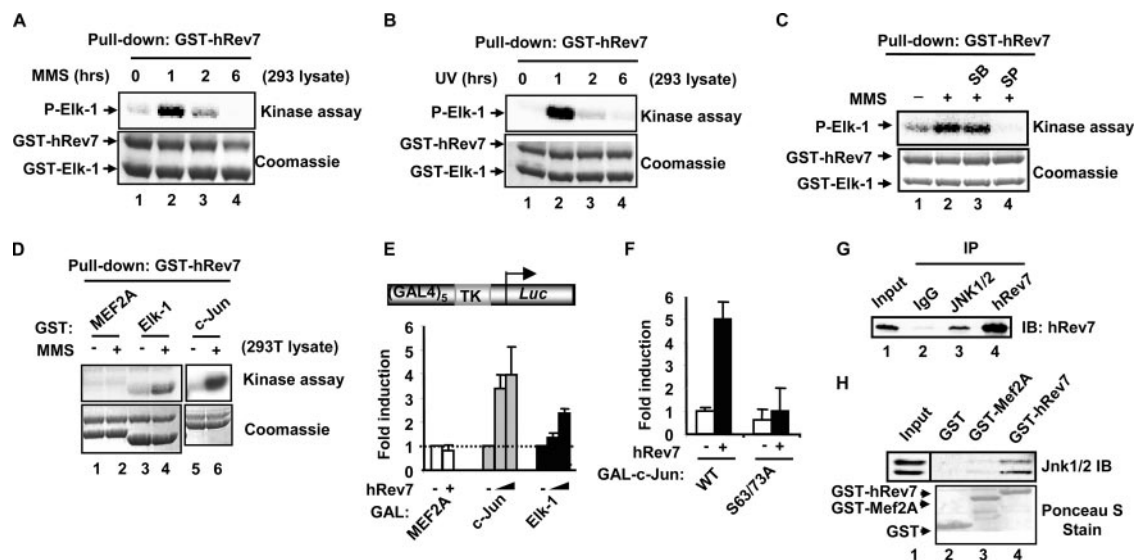 A
Pull-down: GST-hRev7
MMS (hrs) 0 1 2 6 (293 lysate)
P-Elk-1 Kinase assay
GST-hRev7
GST-Elk-1 Coomassie
1 2 3 4
B
Pull-down: GST-hRev7
UV (hrs) 0 1 2 6 (293 lysate)
P-Elk-1 Kinase assay
GST-hRev7
GST-Elk-1 Coomassie
1 2 3 4
C
Pull-down: GST-hRev7
SB SP
MMS – + + +
P-Elk-1 Kinase assay
GST-hRev7
GST-Elk-1 Coomassie
1 2 3 4
D
Pull-down: GST-hRev7
GST: MEF2A Elk-1 c-Jun
MMS - + - + - + (293T lysate)
Kinase assay
Coomassie
1 2 3 4 5 6
E
(GAL4)5 TK Luc
Fold induction
6
5
4
3
2
1
0
hRev7 - + - -
GAL: MEF2A c-Jun Elk-1
F
Fold induction
6
5
4
3
2
1
0
hRev7 - + - +
GAL-c-Jun: WT S63/73A
G
IP
Input IgG JNK1/2 hRev7
IB: hRev7
1 2 3 4
H
Input GST GST-Mef2A GST-hRev7
Jnk1/2 IB
GST-hRev7
GST-Mef2A
GST
Ponceau S
Stain
1 2 3 4